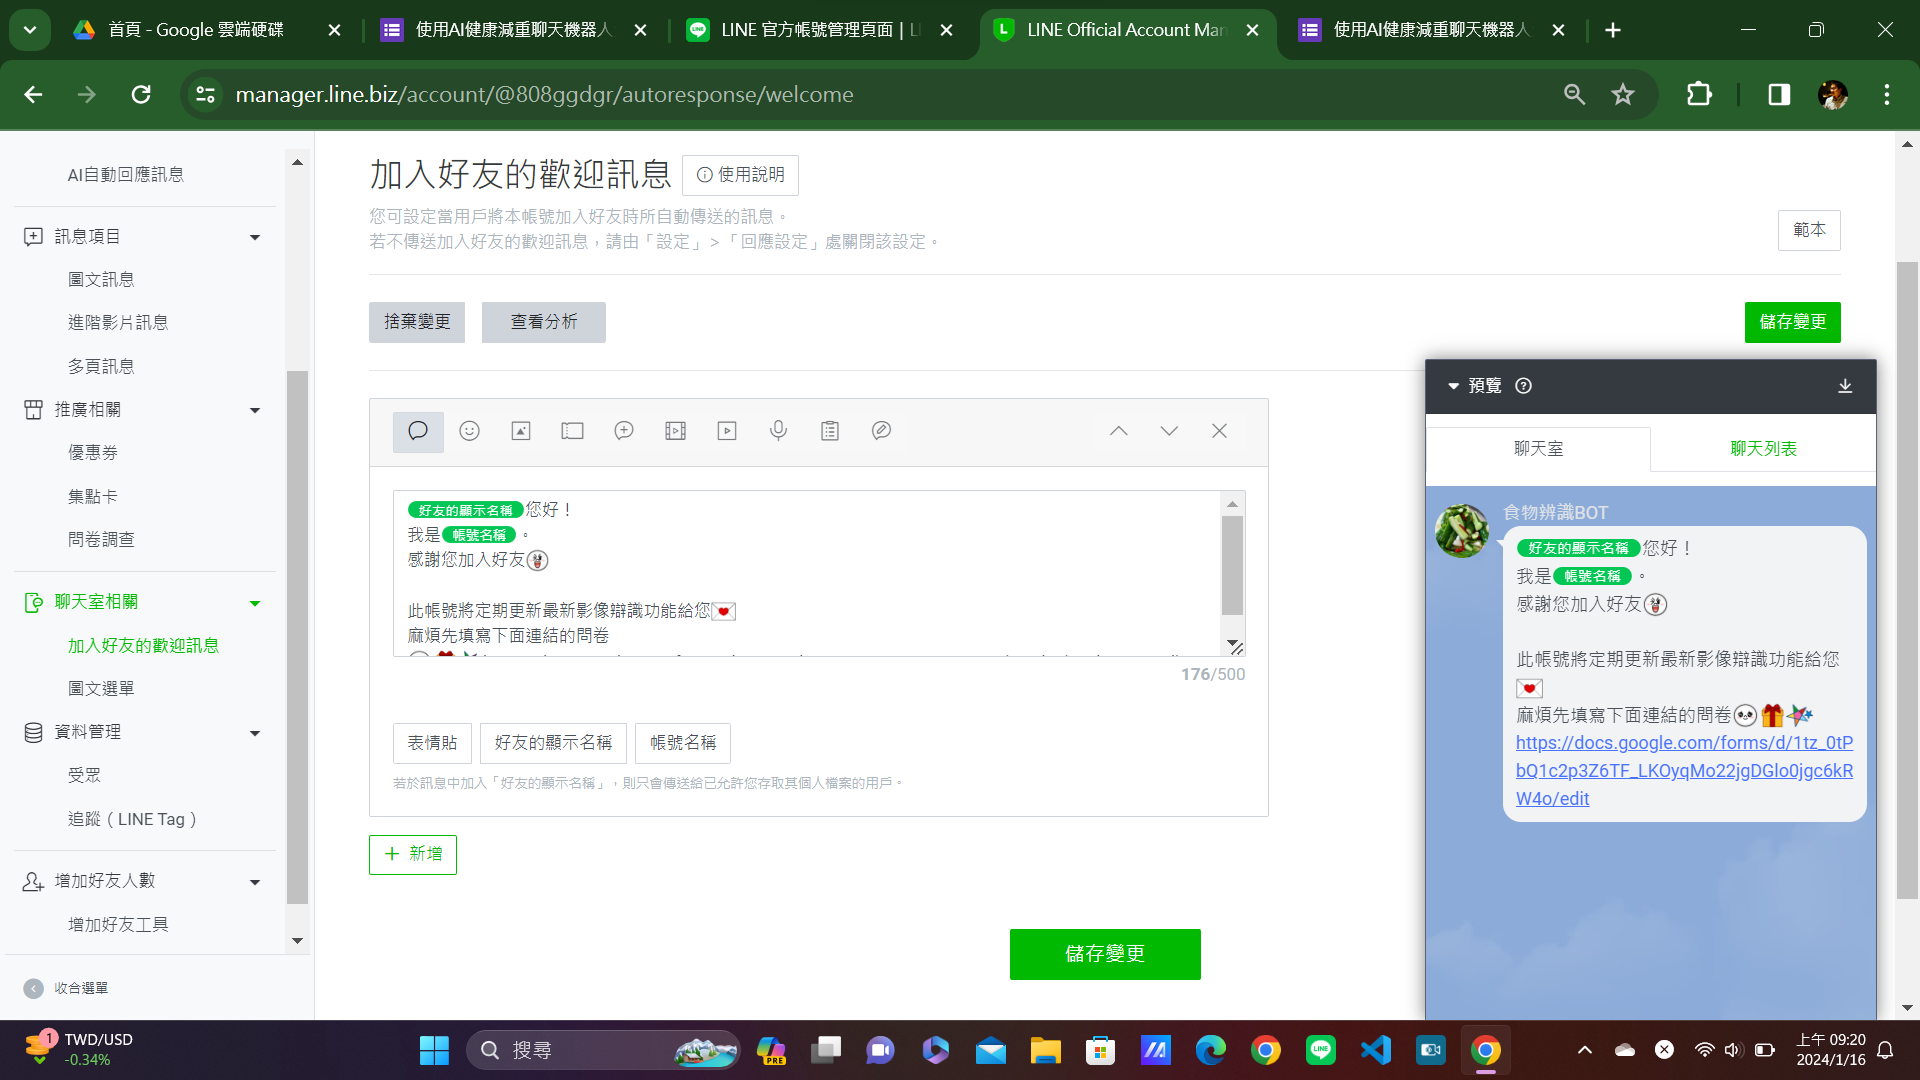 首頁 - Google 雲端硬碟
使用AI健康減重聊天機器人
LINE 官方帳號管理頁面 | LI
LINE Official Account Man
使用AI健康減重聊天機器人
manager.line.biz/account/@808ggdgr/autoresponse/welcome
AI自動回應訊息
訊息項目
圖文訊息
進階影片訊息
多頁訊息
推廣相關
優惠券
集點卡
問卷調查
聊天室相關
加入好友的歡迎訊息
圖文選單
資料管理
受眾
追蹤（LINE Tag）
增加好友人數
增加好友工具
收合選單
加入好友的歡迎訊息
使用說明
您可設定當用戶將本帳號加入好友時所自動傳送的訊息。
若不傳送加入好友的歡迎訊息，請由「設定」>「回應設定」處關閉該設定。
範本
捨棄變更
查看分析
儲存變更
好友的顯示名稱您好！
我是帳號名稱。
感謝您加入好友
此帳號將定期更新最新影像辯識功能給您
麻煩先填寫下面連結的問卷
176/500
表情貼
好友的顯示名稱
帳號名稱
若於訊息中加入「好友的顯示名稱」，則只會傳送給已允許您存取其個人檔案的用戶。
新增
儲存變更
預覽
聊天室
聊天列表
食物辨識BOT
好友的顯示名稱您好！
我是帳號名稱。
感謝您加入好友
此帳號將定期更新最新影像辯識功能給您
麻煩先填寫下面連結的問卷
https://docs.google.com/forms/d/1tz_0tP
bQ1c2p3Z6TF_LKOyqMo22jgDGlo0jgc6kR
W4o/edit
1
TWD/USD
-0.34%
搜尋
PRE
上午 09:20
2024/1/16